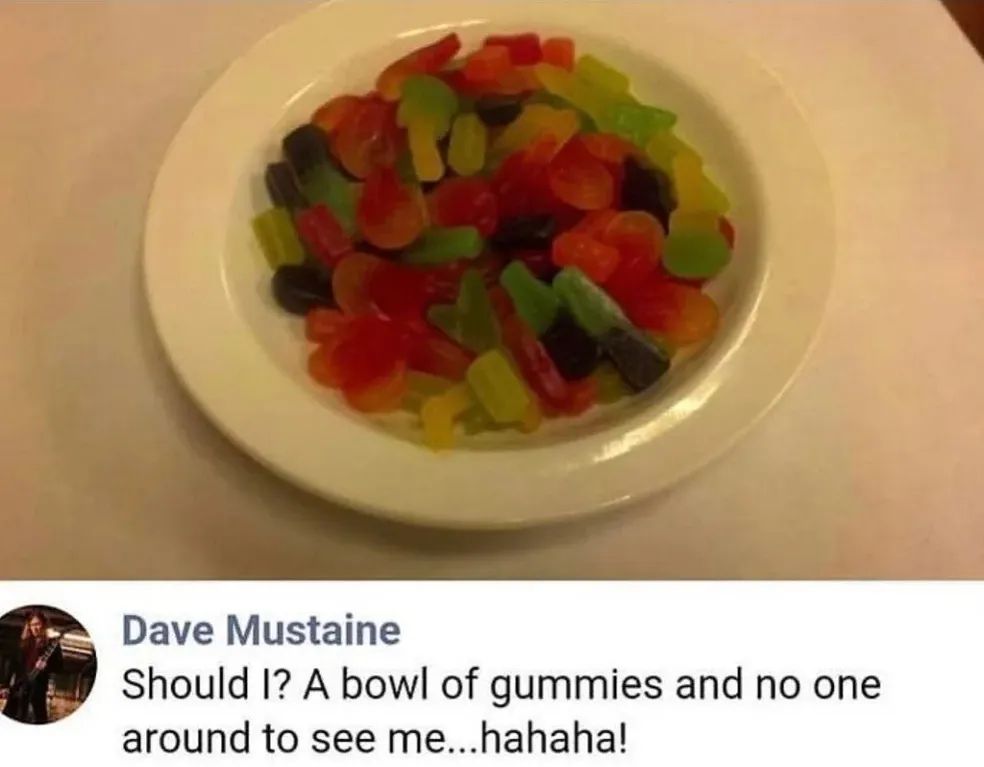 Dave Mustaine
Should I? A bowl of gummies and no one
around to see me...hahaha!